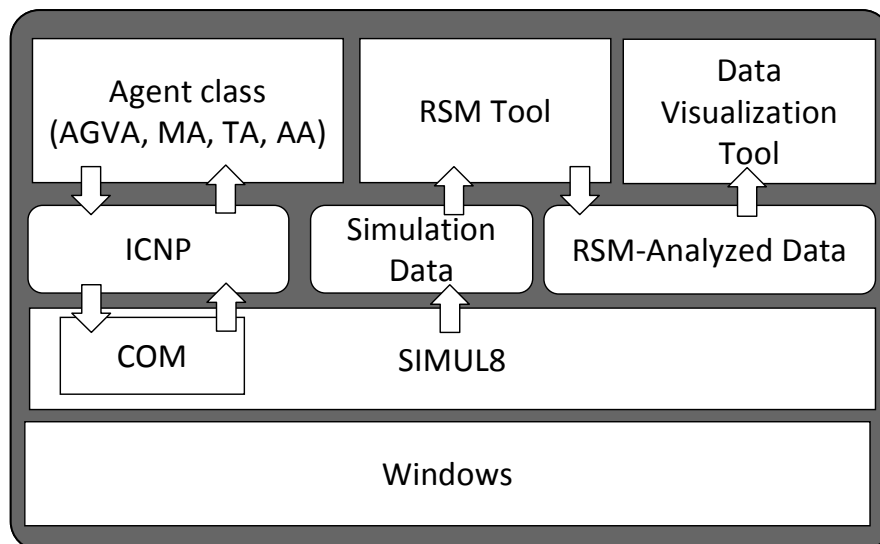 Agent class
(AGVA, MA, TA, AA)
RSM Tool
Data
Visualization
Tool
ICNP
Simulation
Data
RSM-Analyzed Data
COM
SIMUL8
Windows